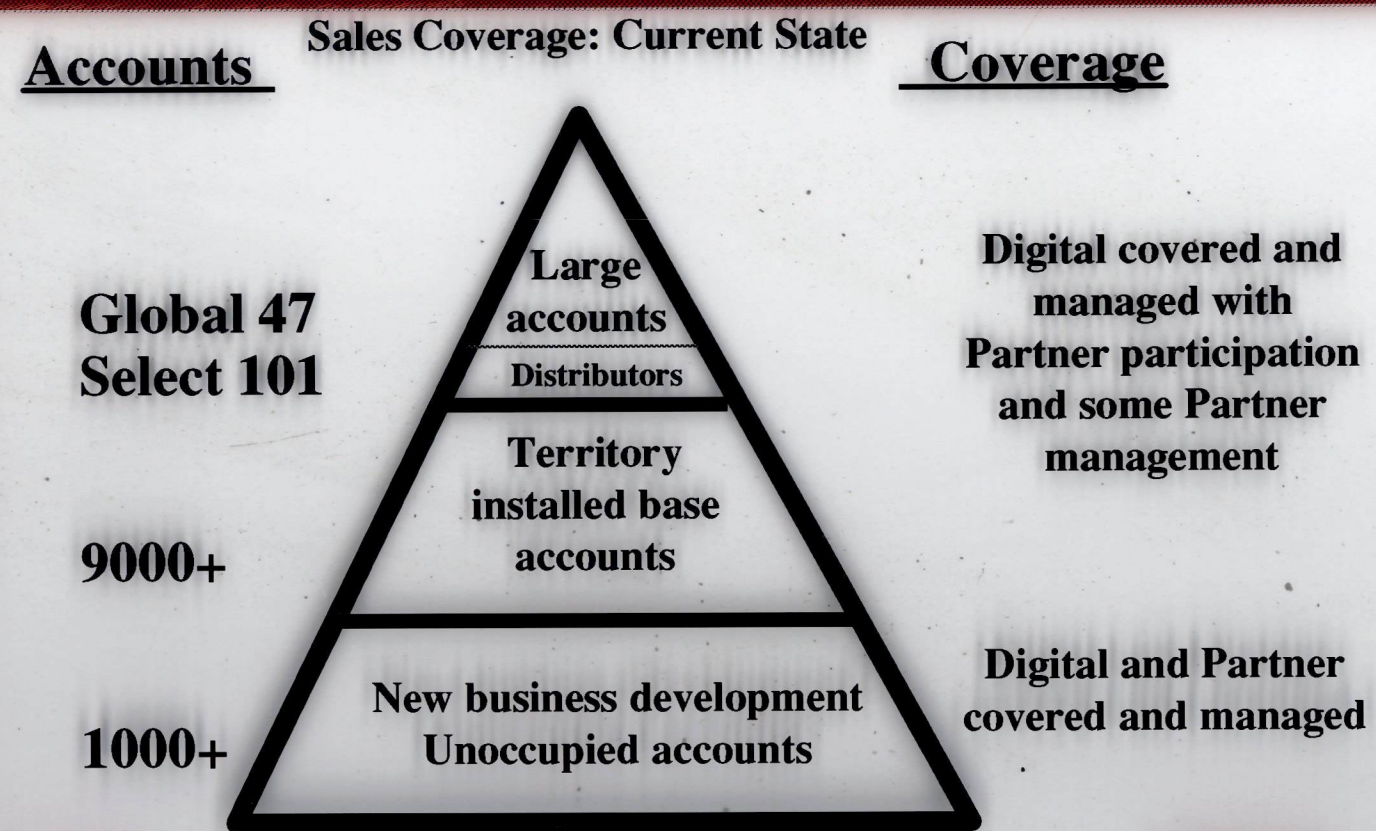 Sales Coverage: Current State
Accounts
Coverage
Large
accounts
Distributors
Global 47
Select 101
Digital covered and
managed with
Partner participation
and some Partner
management
Territory
installed base
accounts
9000+
New business development
Unoccupied accounts
1000+
Digital and Partner
covered and managed